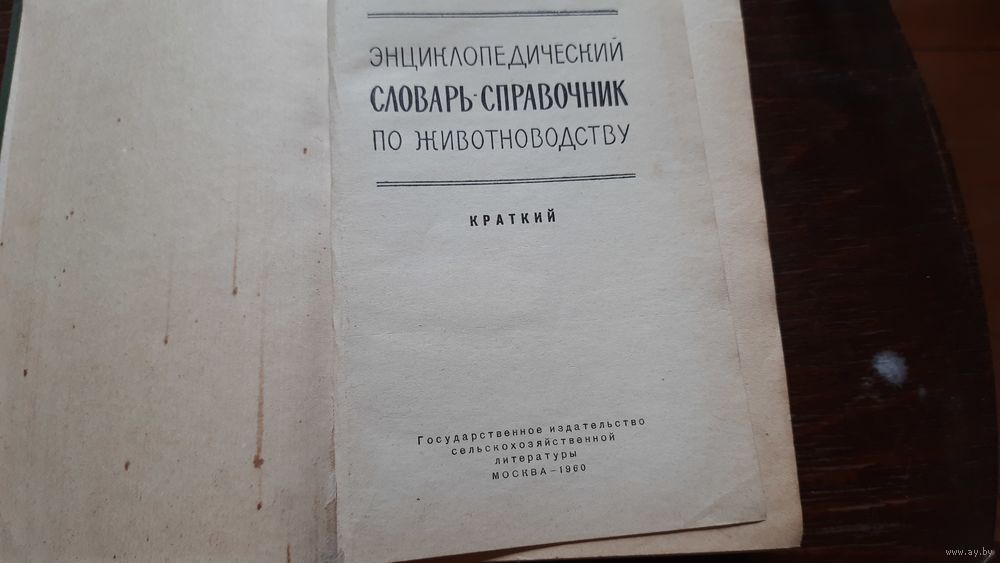 ЭНЦИКЛОПЕДИЧЕСКИЙ
СЛОВАРЬ-СПРАВОЧНИК
ПО ЖИВОТНОВОДСТВУ
КРАТКИЙ
Государственное издательство
сельскохозяйственной
литературы
МОСКВА–1960
www.ay.by